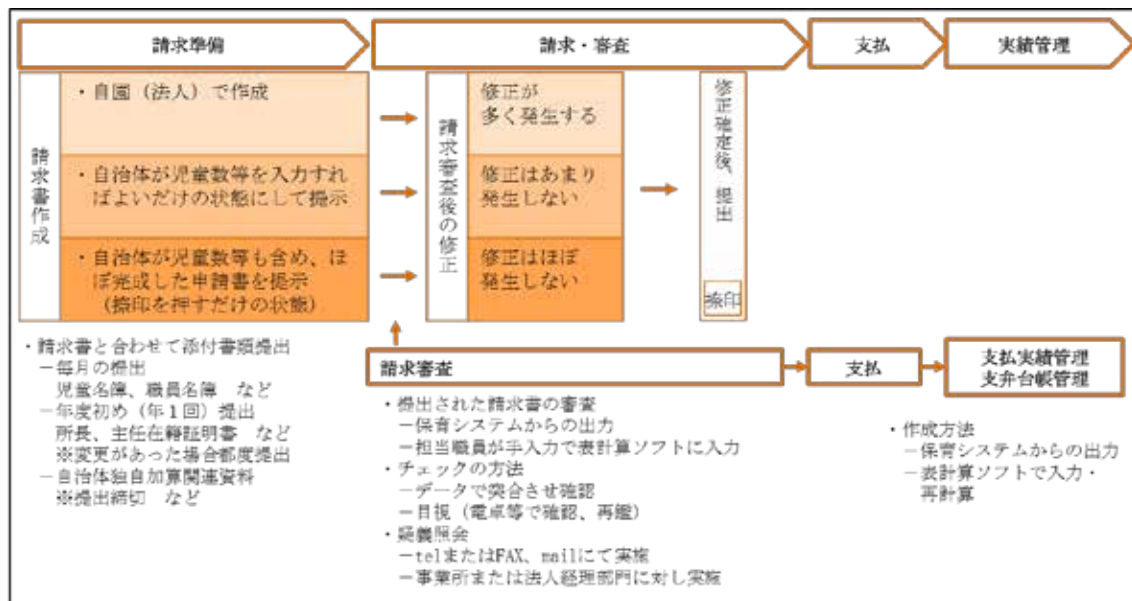 請求準備
請求・審査
支払
実績管理
請求書作成
・自園（法人）で作成
・自治体が児童数等を入力すれ
ばよいだけの状態にして提示
・自治体が児童数等も含め、ほ
ぼ完成した申請書を提示
（捺印を押すだけの状態）
請求審査後の修正
修正が
多く発生する
修正はあまり
発生しない
修正はほぼ
発生しない
修正確定後、提出
捺印
・請求書と合わせて添付書類提出
－毎月の提出
児童名簿、職員名簿　など
－年度初め（年１回）提出
所長、主任在籍証明書　など
※変更があった場合都度提出
－自治体独自加算関連資料
※提出締切　など
請求審査
・提出された請求書の審査
－保育システムからの出力
－担当職員が手入力で表計算ソフトに入力
・チェックの方法
－データで突合させ確認
－目視（電卓等で確認、再鑑）
・疑義照会
－telまたはFAX、mailにて実施
－事業所または法人経理部門に対し実施
支払
支払実績管理
支弁台帳管理
・作成方法
－保育システムからの出力
－表計算ソフトで入力・
再計算